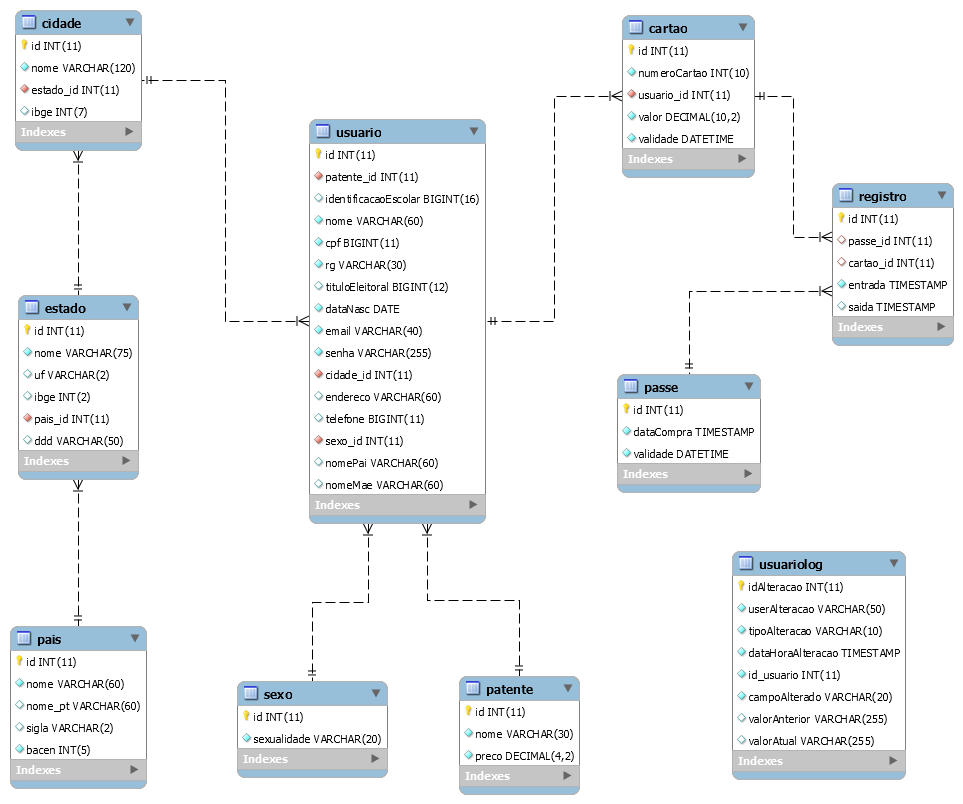 cidade
id INT(11)
nome VARCHAR(120)
estado_id INT(11)
ibge INT(7)
Indexes
estado
id INT(11)
nome VARCHAR(75)
uf VARCHAR(2)
ibge INT(2)
pais_id INT(11)
ddd VARCHAR(50)
Indexes
pais
id INT(11)
nome VARCHAR(60)
nome_pt VARCHAR(60)
sigla VARCHAR(2)
bacen INT(5)
Indexes
usuario
id INT(11)
patente_id INT(11)
identificacaoEscolar BIGINT(16)
nome VARCHAR(60)
cpf BIGINT(11)
rg VARCHAR(30)
tituloEleitoral BIGINT(12)
dataNasc DATE
email VARCHAR(40)
senha VARCHAR(255)
cidade_id INT(11)
endereco VARCHAR(60)
telefone BIGINT(11)
sexo_id INT(11)
nomePai VARCHAR(60)
nomeMae VARCHAR(60)
Indexes
sexo
id INT(11)
sexualidade VARCHAR(20)
Indexes
patente
id INT(11)
nome VARCHAR(30)
preco DECIMAL(4,2)
Indexes
cartao
id INT(11)
numeroCartao INT(10)
usuario_id INT(11)
valor DECIMAL(10,2)
validade DATETIME
Indexes
registro
id INT(11)
passe_id INT(11)
cartao_id INT(11)
entrada TIMESTAMP
saida TIMESTAMP
Indexes
passe
id INT(11)
dataCompra TIMESTAMP
validade DATETIME
Indexes
usuariolog
idAlteracao INT(11)
userAlteracao VARCHAR(50)
tipoAlteracao VARCHAR(10)
dataHoraAlteracao TIMESTAMP
id_usuario INT(11)
campoAlterado VARCHAR(20)
valorAnterior VARCHAR(255)
valorAtual VARCHAR(255)
Indexes